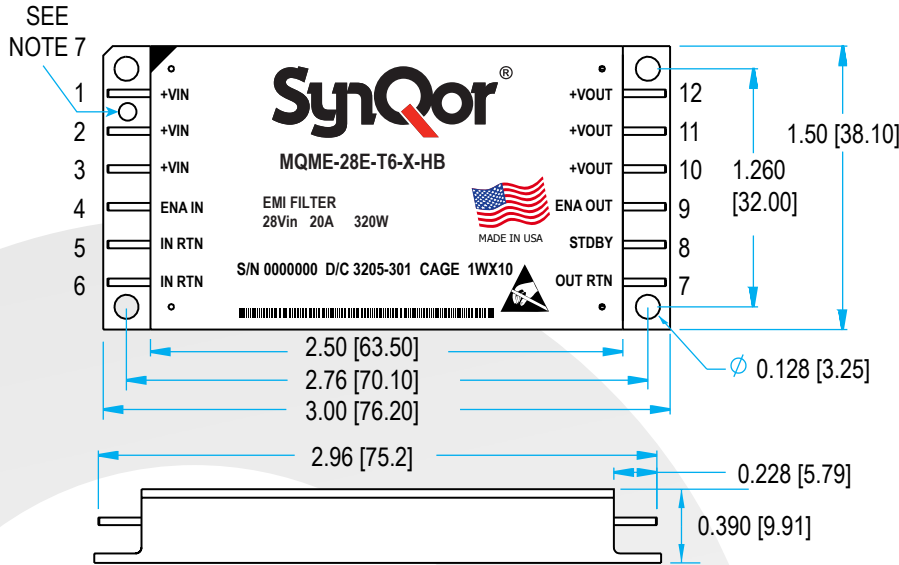 SEE
NOTE 7
SynQor®
MQME-28E-T6-X-HB
EMI FILTER
28Vin 20A 320W
MADE IN USA
S/N 0000000 D/C 3205-301 CAGE 1WX10
1 +VIN
2 +VIN
3 +VIN
4 ENA IN
5 IN RTN
6 IN RTN
+VOUT 12
+VOUT 11
+VOUT 10
ENA OUT 9
STDBY 8
OUT RTN 7
1.50 [38.10]
1.260
[32.00]
Ø 0.128 [3.25]
2.50 [63.50]
2.76 [70.10]
3.00 [76.20]
2.96 [75.2]
0.228 [5.79]
0.390 [9.91]